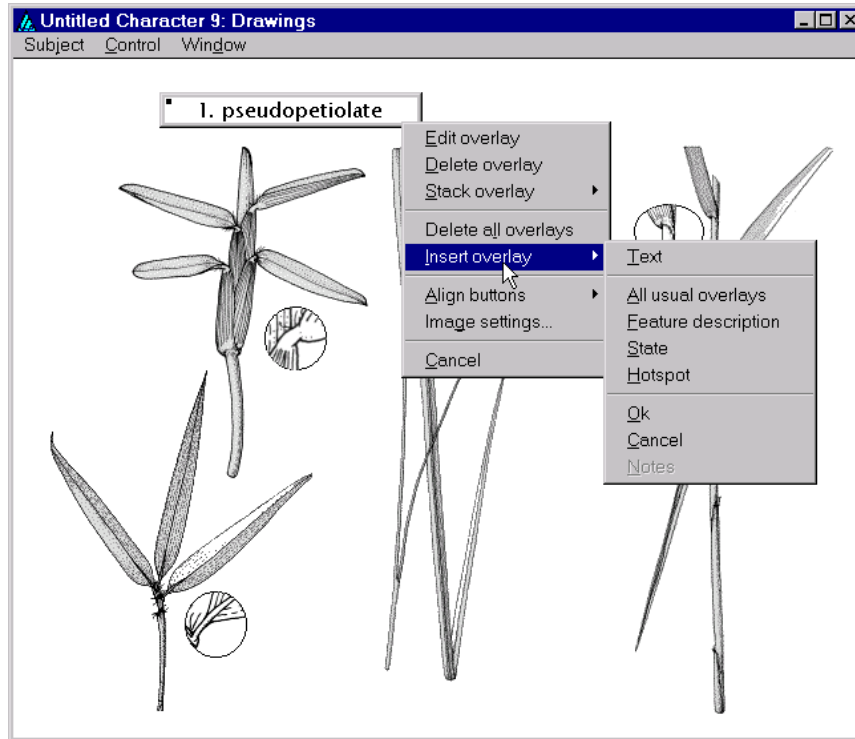 Untitled Character 9: Drawings
Subject Control Window
1. pseudopetiolate
Edit overlay
Delete overlay
Stack overlay
Delete all overlays
Insert overlay
Align buttons
Image settings...
Cancel
Text
All usual overlays
Feature description
State
Hotspot
Ok
Cancel
Notes